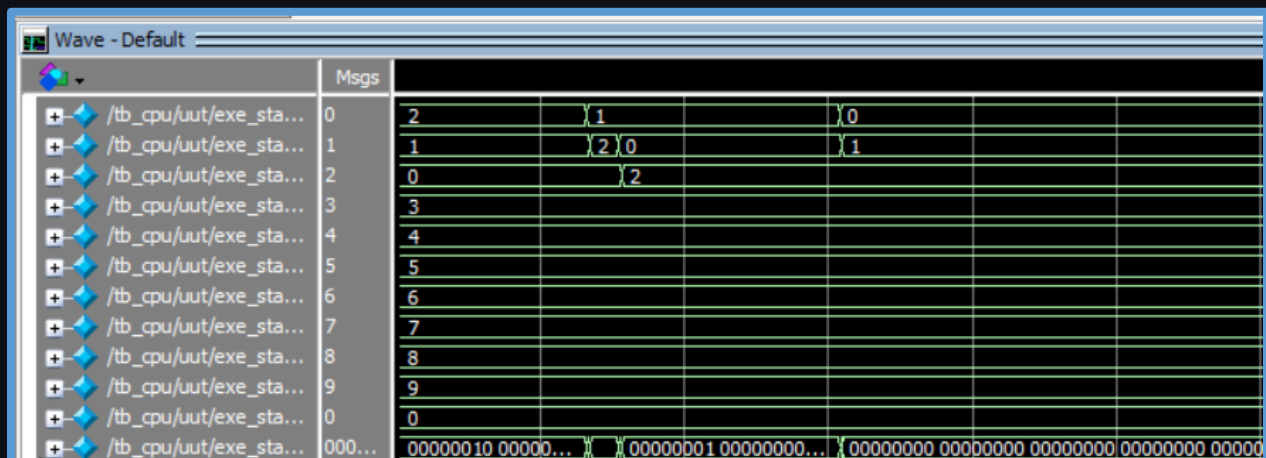 Wave - Default
Msgs
/tb_cpu/uut/exe_sta... 0 2 1 0
/tb_cpu/uut/exe_sta... 1 1 2 0 1
/tb_cpu/uut/exe_sta... 2 0 2
/tb_cpu/uut/exe_sta... 3 3
/tb_cpu/uut/exe_sta... 4 4
/tb_cpu/uut/exe_sta... 5 5
/tb_cpu/uut/exe_sta... 6 6
/tb_cpu/uut/exe_sta... 7 7
/tb_cpu/uut/exe_sta... 8 8
/tb_cpu/uut/exe_sta... 9 9
/tb_cpu/uut/exe_sta... 0 0
/tb_cpu/uut/exe_sta... 000... 00000010 00000... 00000001 00000000... 00000000 00000000 00000000 00000000 00000